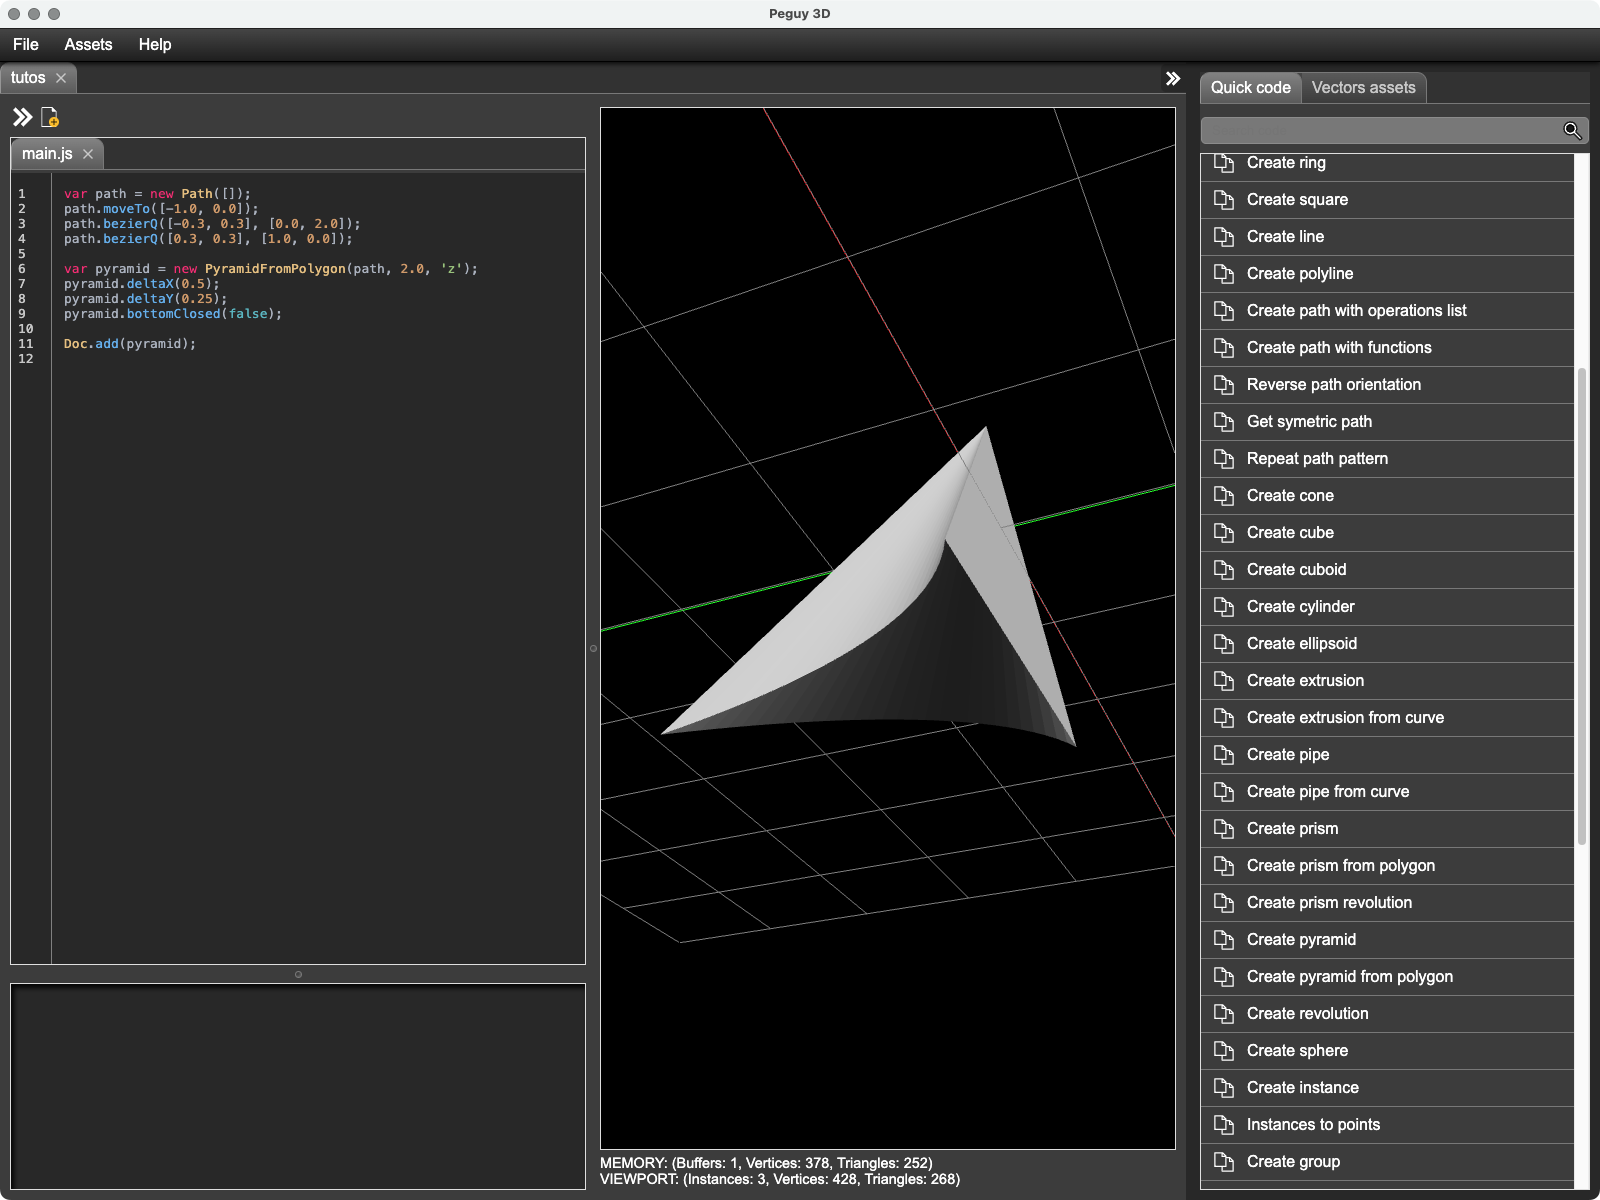 Peguy 3D
File Assets Help
tutos
main.js
1 var path = new Path([]);
2 path.moveTo([-1.0, 0.0]);
3 path.bezierQ([-0.3, 0.3], [0.0, 2.0]);
4 path.bezierQ([0.3, 0.3], [1.0, 0.0]);
5
6 var pyramid = new PyramidFromPolygon(path, 2.0, 'z');
7 pyramid.deltaX(0.5);
8 pyramid.deltaY(0.25);
9 pyramid.bottomClosed(false);
10
11 Doc.add(pyramid);
12
MEMORY: (Buffers: 1, Vertices: 378, Triangles: 252)
VIEWPORT: (Instances: 3, Vertices: 428, Triangles: 268)
Quick code Vectors assets
Create ring
Create square
Create line
Create polyline
Create path with operations list
Create path with functions
Reverse path orientation
Get symetric path
Repeat path pattern
Create cone
Create cube
Create cuboid
Create cylinder
Create ellipsoid
Create extrusion
Create extrusion from curve
Create pipe
Create pipe from curve
Create prism
Create prism from polygon
Create prism revolution
Create pyramid
Create pyramid from polygon
Create revolution
Create sphere
Create instance
Instances to points
Create group